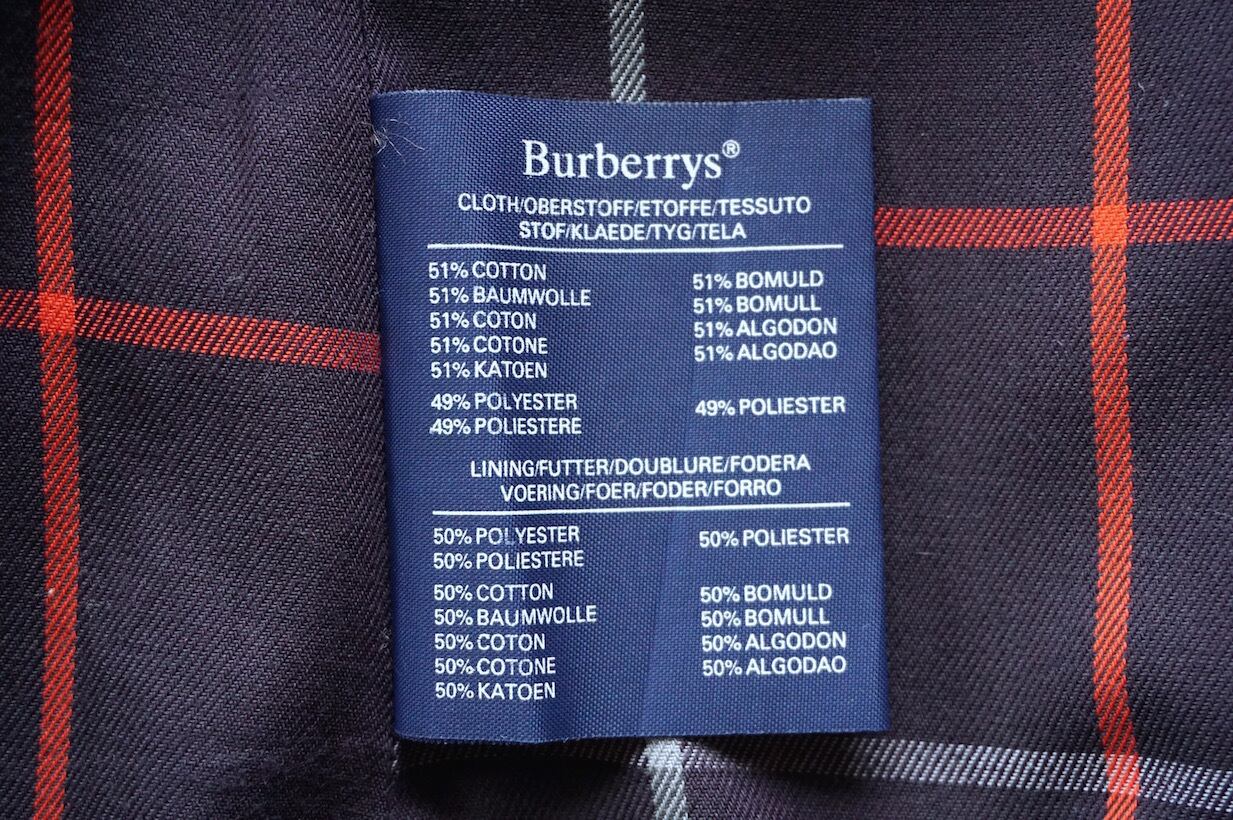 Burberrys®
CLOTH/OBERSTOFF/ETOFFE/TESSUTO
STOF/KLAEDE/TYG/TELA
51% COTTON
51% BAUMWOLLE
51% COTON
51% COTONE
51% KATOEN
51% BOMULD
51% BOMULL
51% ALGODON
51% ALGODAO
49% POLYESTER
49% POLIESTERE
49% POLIESTER
LINING/FUTTER/DOUBLURE/FODERA
VOERING/FOER/FODER/FORRO
50% POLYESTER
50% POLIESTERE
50% POLIESTER
50% COTTON
50% BAUMWOLLE
50% COTON
50% COTONE
50% KATOEN
50% BOMULD
50% BOMULL
50% ALGODON
50% ALGODAO